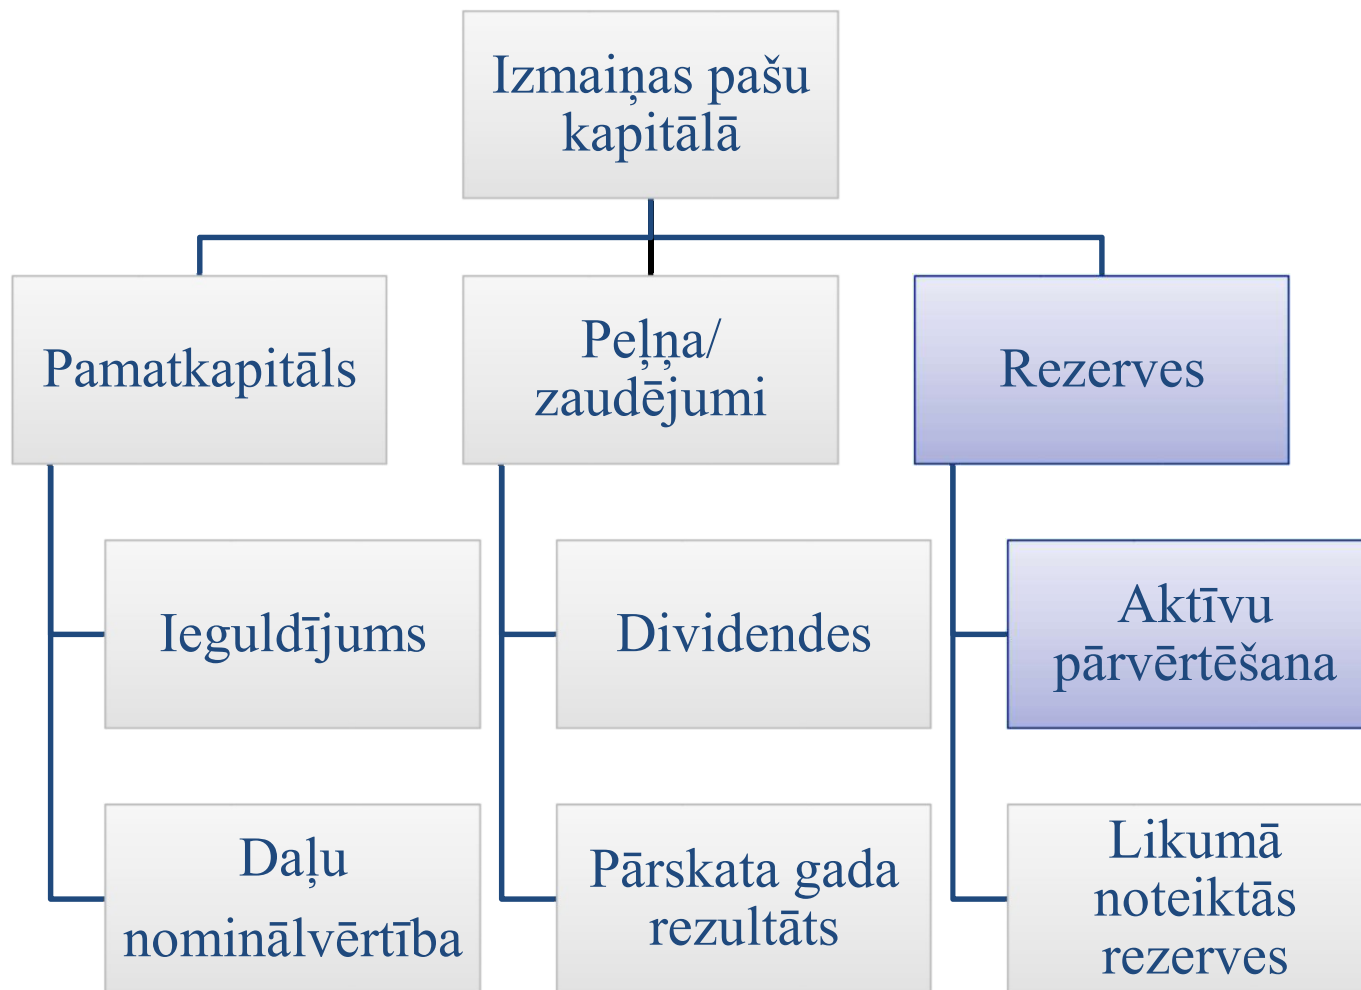 Izmaiņas pašu
kapitālā
Pamatkapitāls
Peļņa/
zaudējumi
Rezerves
Ieguldījums
Dividendes
Aktīvu
pārvērtēšana
Daļu
nominālvērtība
Pārskata gada
rezultāts
Likumā
noteiktās
rezerves